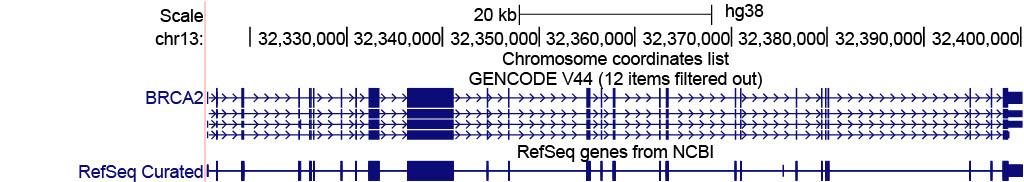 Scale 20 kb hg38
chr13: 32,330,000 32,340,000 32,350,000 32,360,000 32,370,000 32,380,000 32,390,000 32,400,000
Chromosome coordinates list
GENCODE V44 (12 items filtered out)
BRCA2
RefSeq genes from NCBI
RefSeq Curated